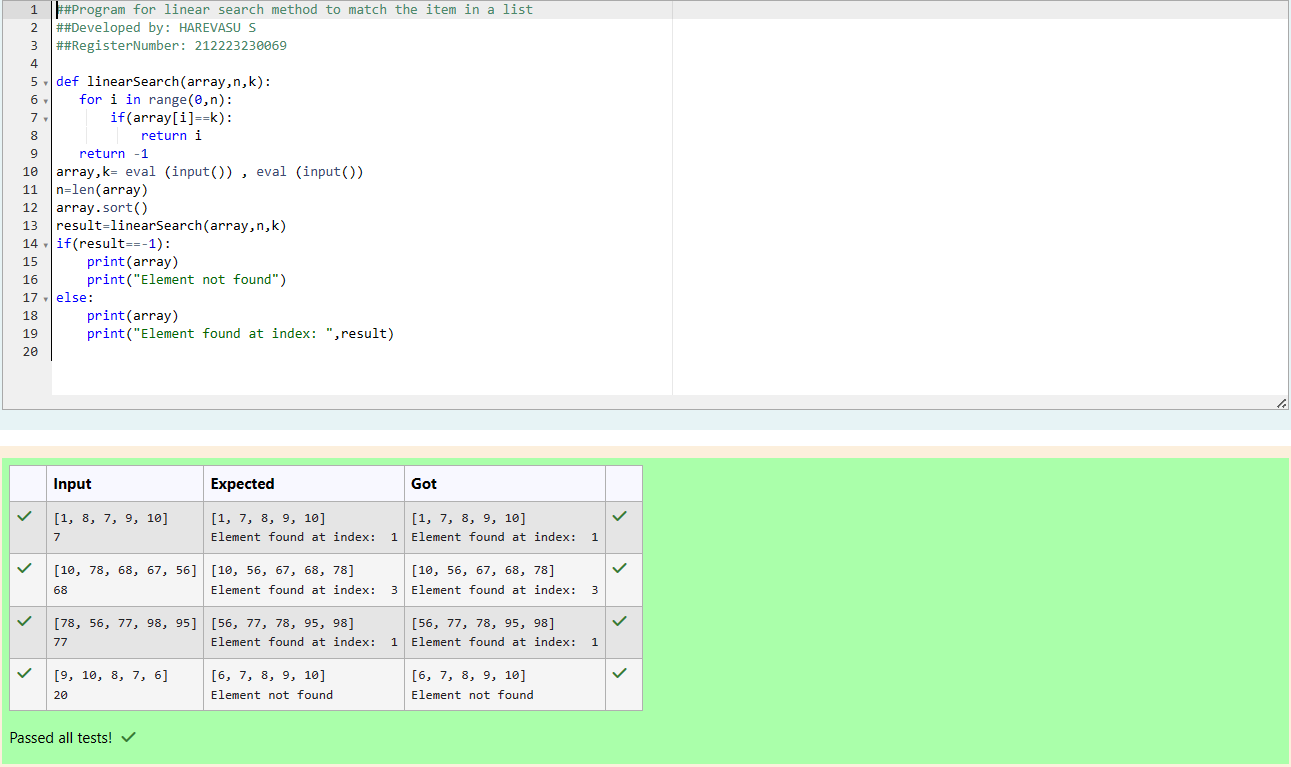 1 ##Program for linear search method to match the item in a list
2 ##Developed by: HAREVASU S
3 ##RegisterNumber: 212223230069
4
5 def linearSearch(array,n,k):
6    for i in range(0,n):
7        if(array[i]==k):
8            return i
9    return -1
10 array,k= eval (input()) , eval (input())
11 n=len(array)
12 array.sort()
13 result=linearSearch(array,n,k)
14 if(result==-1):
15     print(array)
16     print("Element not found")
17 else:
18     print(array)
19     print("Element found at index: ",result)
20
Input Expected Got
[1, 8, 7, 9, 10] [1, 7, 8, 9, 10] [1, 7, 8, 9, 10]
7 Element found at index:  1 Element found at index:  1
[10, 78, 68, 67, 56] [10, 56, 67, 68, 78] [10, 56, 67, 68, 78]
68 Element found at index:  3 Element found at index:  3
[78, 56, 77, 98, 95] [56, 77, 78, 95, 98] [56, 77, 78, 95, 98]
77 Element found at index:  1 Element found at index:  1
[9, 10, 8, 7, 6] [6, 7, 8, 9, 10] [6, 7, 8, 9, 10]
20 Element not found Element not found
Passed all tests!